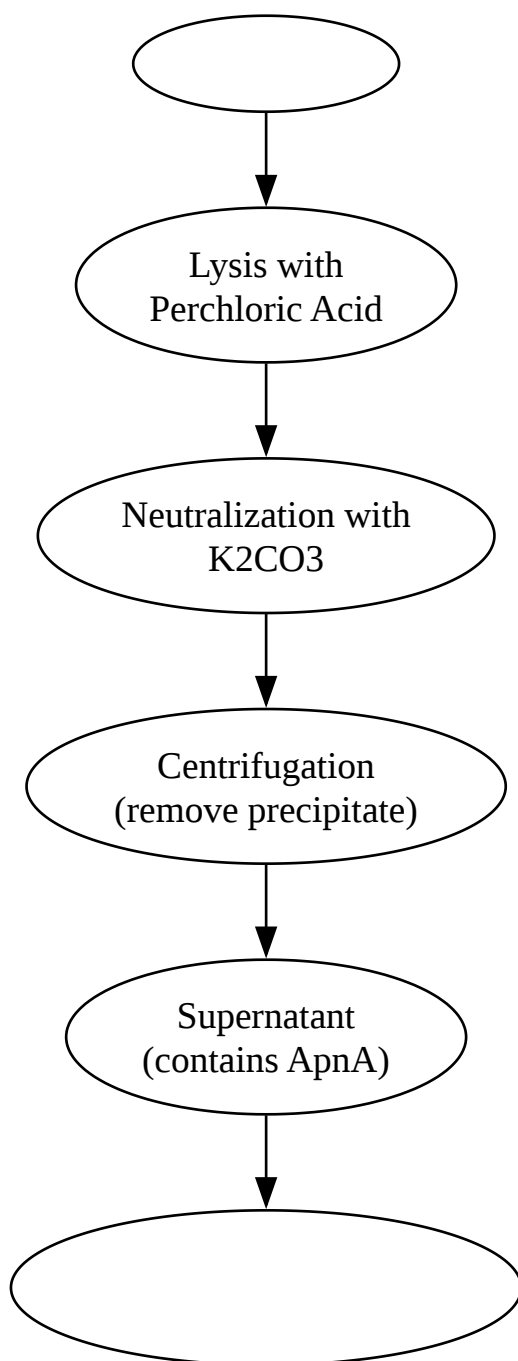 Lysis with
Perchloric Acid
Neutralization with
K2CO3
Centrifugation
(remove precipitate)
Supernatant
(contains ApnA)